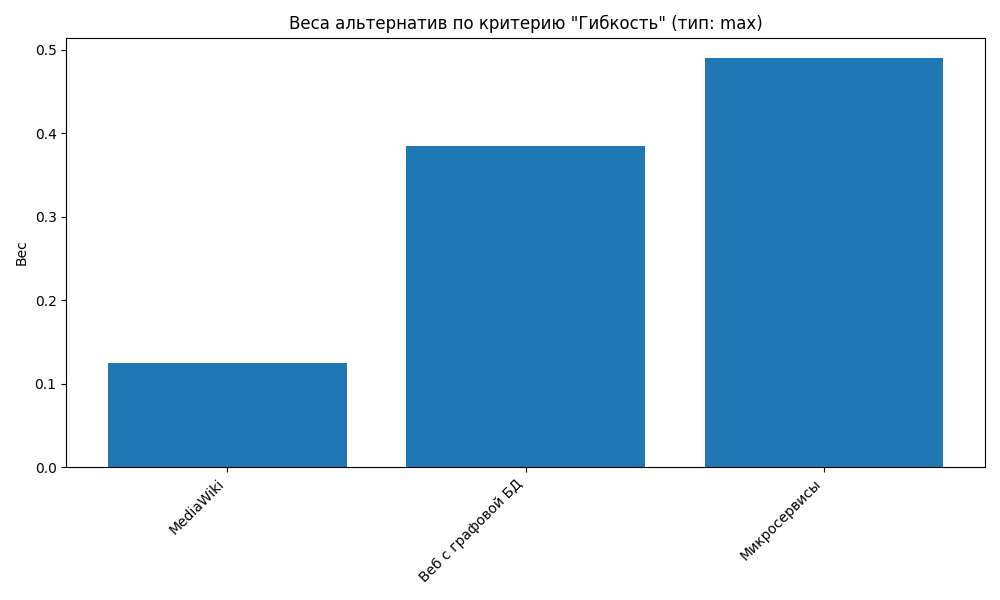 Веса альтернатив по критерию "Гибкость" (тип: max)
Вес
0.5
0.4
0.3
0.2
0.1
0.0
MediaWiki
Веб с графовой БД
Микросервисы